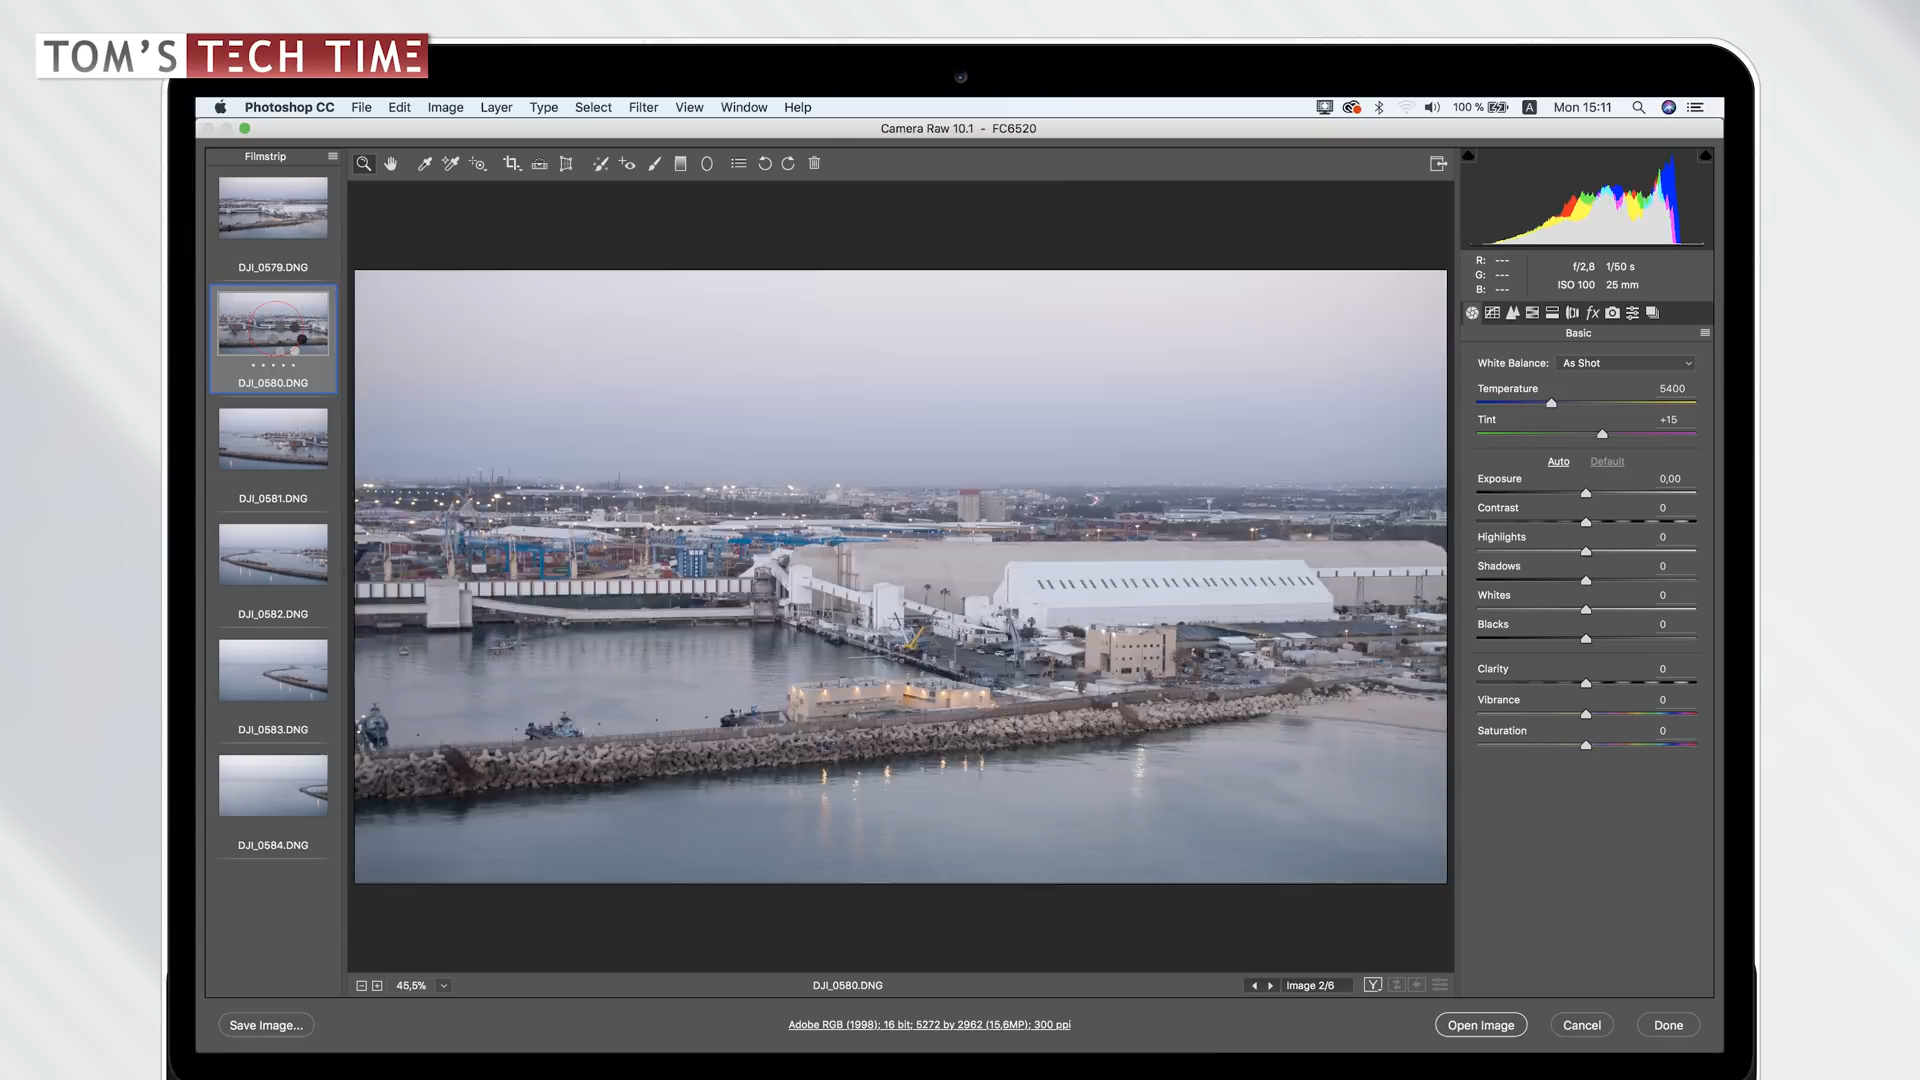 TOM'S TECH TIME
Photoshop CC File Edit Image Layer Type Select Filter View Window Help 100 % A Mon 15:11
Camera Raw 10.1 - FC6520
Filmstrip
DJI_0579.DNG
DJI_0580.DNG
DJI_0581.DNG
DJI_0582.DNG
DJI_0583.DNG
DJI_0584.DNG
R: ---
G: ---
B: ---
f/2,8 1/50 s
ISO 100 25 mm
fx
Basic
White Balance: As Shot
Temperature 5400
Tint +15
Auto Default
Exposure 0,00
Contrast 0
Highlights 0
Shadows 0
Whites 0
Blacks 0
Clarity 0
Vibrance 0
Saturation 0
45,5% DJI_0580.DNG Image 2/6 Y
Save Image... Adobe RGB (1998); 16 bit; 5272 by 2962 (15.6MP); 300 ppi Open Image Cancel Done